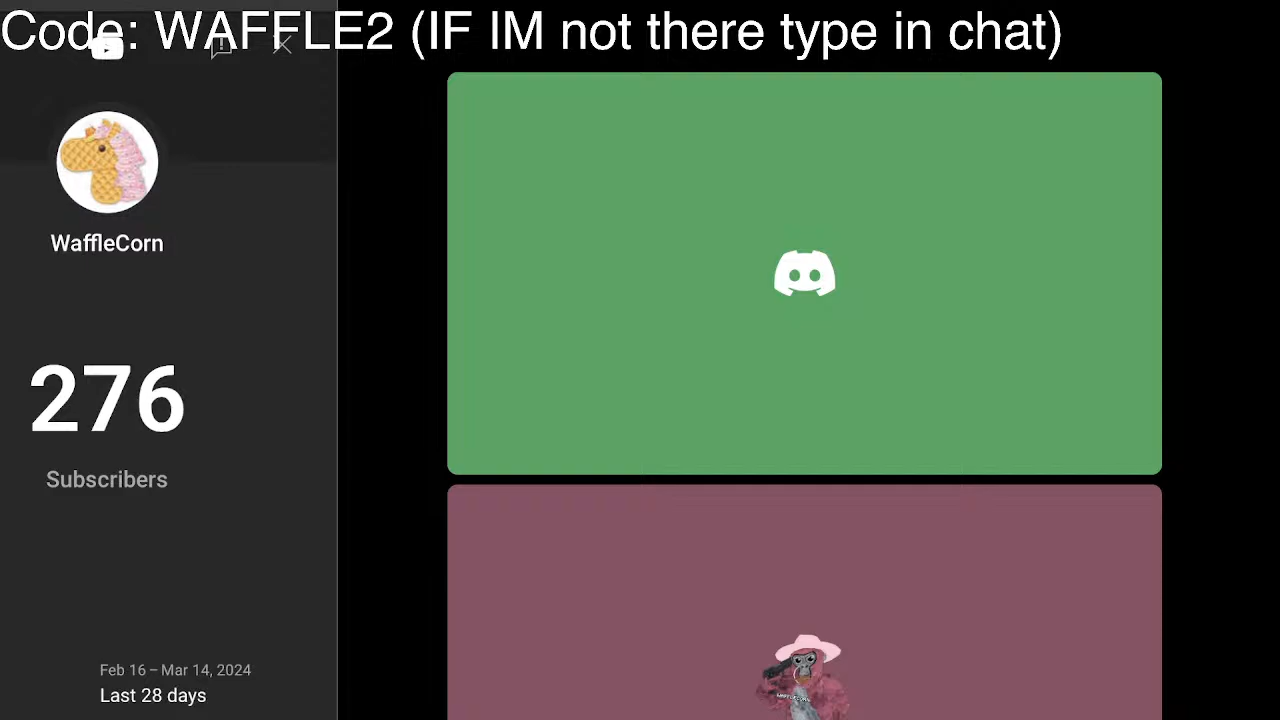 Code: WAFFLE2 (IF IM not there type in chat)
WaffleCorn
276
Subscribers
Feb 16 – Mar 14, 2024
Last 28 days